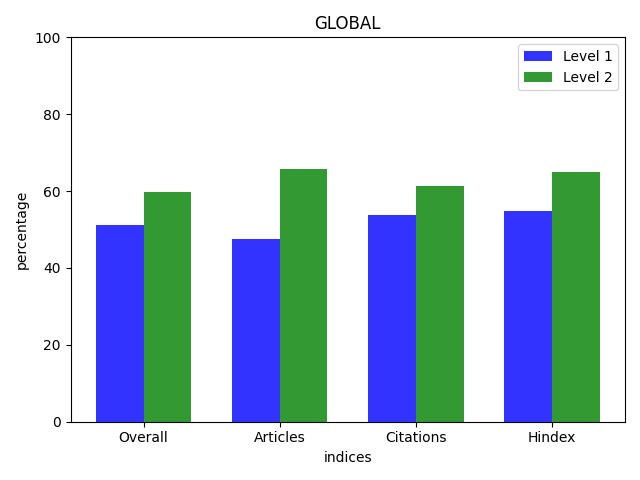 GLOBAL
Level 1
Level 2
percentage
100
80
60
40
20
0
Overall Articles Citations Hindex
indices